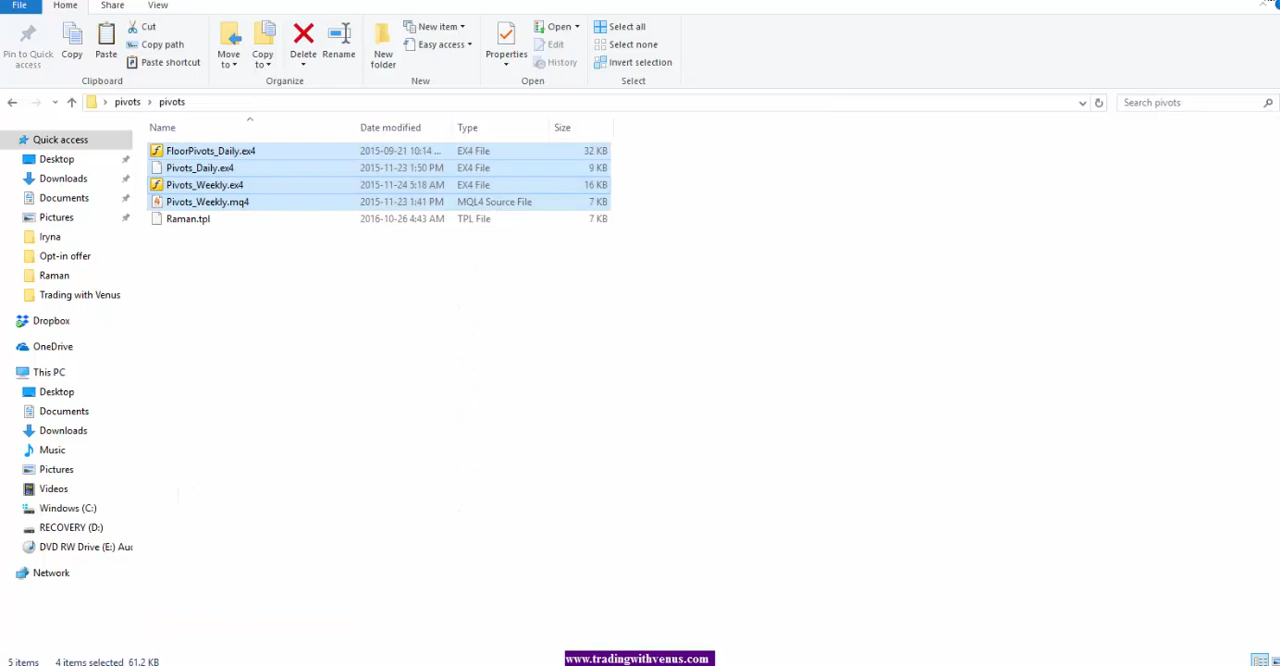 File Home Share View
Pin to Quick access
Copy
Paste
Cut
Copy path
Paste shortcut
Clipboard
Move to
Copy to
Delete
Rename
Organize
New folder
New item
Easy access
New
Properties
Open
Edit
History
Open
Select all
Select none
Invert selection
Select
pivots pivots
Search pivots
Name Date modified Type Size
FloorPivots_Daily.ex4 2015-09-21 10:14 ... EX4 File 32 KB
Pivots_Daily.ex4 2015-11-23 1:50 PM EX4 File 9 KB
Pivots_Weekly.ex4 2015-11-24 5:18 AM EX4 File 16 KB
Pivots_Weekly.mq4 2015-11-23 1:41 PM MQL4 Source File 7 KB
Raman.tpl 2016-10-26 4:43 AM TPL File 7 KB
Quick access
Desktop
Downloads
Documents
Pictures
Iryna
Opt-in offer
Raman
Trading with Venus
Dropbox
OneDrive
This PC
Desktop
Documents
Downloads
Music
Pictures
Videos
Windows (C:)
RECOVERY (D:)
DVD RW Drive (E:) Auc
Network
5 items 4 items selected 61.2 KB
www.tradingwithvenus.com